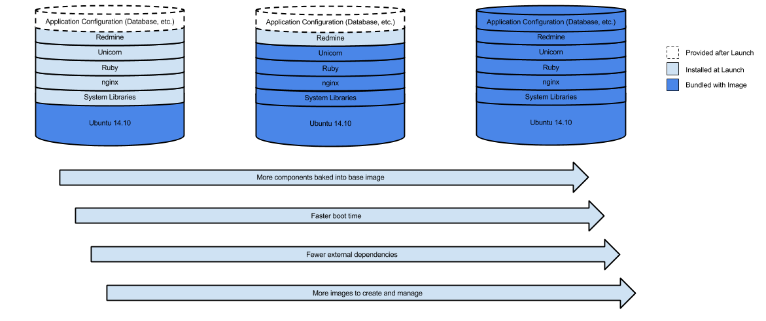 Application Configuration (Database, etc.)
Redmine
Unicorn
Ruby
nginx
System Libraries
Ubuntu 14.10
Application Configuration (Database, etc.)
Redmine
Unicorn
Ruby
nginx
System Libraries
Ubuntu 14.10
Application Configuration (Database, etc.)
Redmine
Unicorn
Ruby
nginx
System Libraries
Ubuntu 14.10
Provided after Launch
Installed at Launch
Bundled with Image
More components baked into base image
Faster boot time
Fewer external dependencies
More images to create and manage